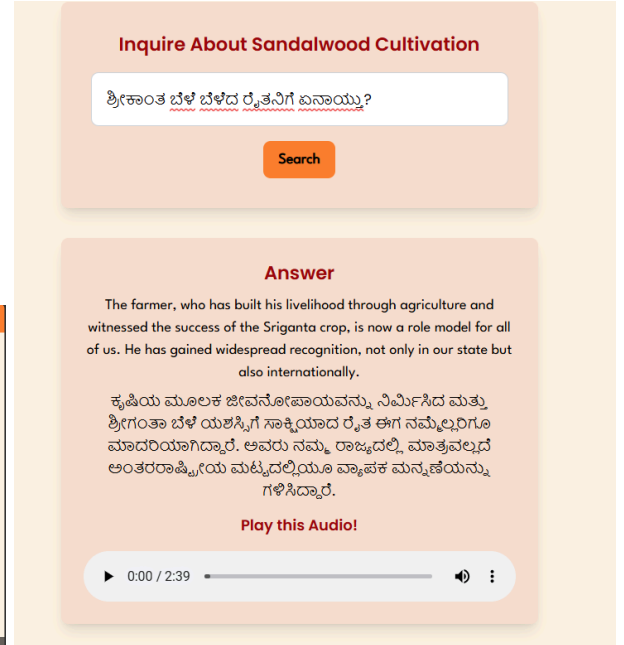 Inquire About Sandalwood Cultivation
ಶ್ರೀಕಾಂತ ಬೆಳೆ ಬೆಳೆದ ರೈತನಿಗೆ ಏನಾಯ್ತು?
Search
Answer
The farmer, who has built his livelihood through agriculture and
witnessed the success of the Sriganta crop, is now a role model for all
of us. He has gained widespread recognition, not only in our state but
also internationally.
ಕೃಷಿಯ ಮೂಲಕ ಜೀವನೋಪಾಯವನ್ನು ನಿರ್ಮಿಸಿದ ಮತ್ತು
ಶ್ರೀಗಂತಾ ಬೆಳೆ ಯಶಸ್ಸಿಗೆ ಸಾಕ್ಷಿಯಾದ ರೈತ ಈಗ ನಮ್ಮೆಲ್ಲರಿಗೂ
ಮಾದರಿಯಾಗಿದ್ದಾರೆ. ಅವರು ನಮ್ಮ ರಾಜ್ಯದಲ್ಲಿ ಮಾತ್ರವಲ್ಲದೆ
ಅಂತರರಾಷ್ಟ್ರೀಯ ಮಟ್ಟದಲ್ಲಿಯೂ ವ್ಯಾಪಕ ಮನ್ನಣೆಯನ್ನು
ಗಳಿಸಿದ್ದಾರೆ.
Play this Audio!
0:00 / 2:39